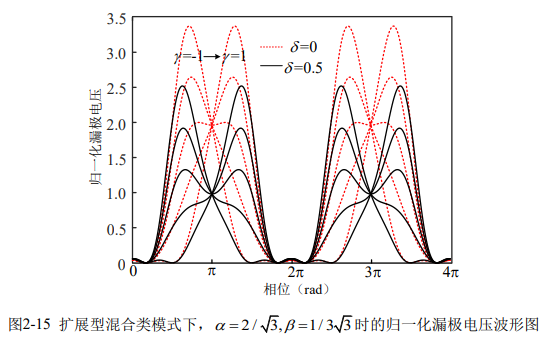 3.5
γ=-1→γ=1
δ=0
δ=0.5
3.0
2.5
2.0
1.5
1.0
0.5
0
归一化漏极电压
0 π 2π 3π 4π
相位（rad）
图2-15 扩展型混合类模式下，α = 2 / √3, β = 1 / 3√3 时的归一化漏极电压波形图